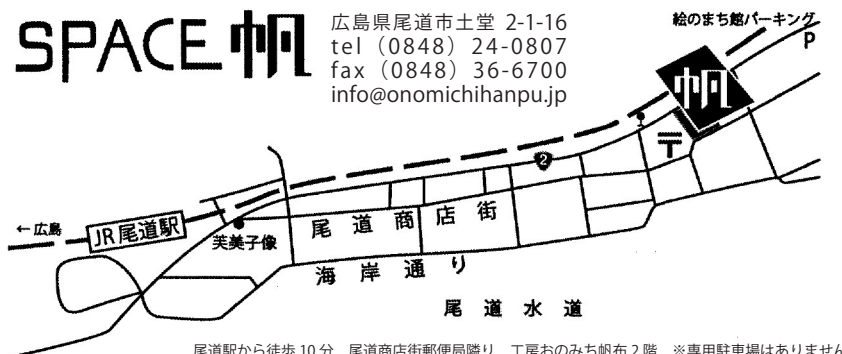 SPACE 帆
広島県尾道市土堂 2-1-16
tel (0848) 24-0807
fax (0848) 36-6700
info@onomichihanpu.jp
絵のまち館パーキング
P
帆
〒
2
←広島
JR尾道駅
芙美子像
尾道商店街
海岸通り
尾道水道
尾道駅から徒歩 10 分　尾道商店街郵便局隣り　工房おのみち帆布 2 階　※専用駐車場はありません